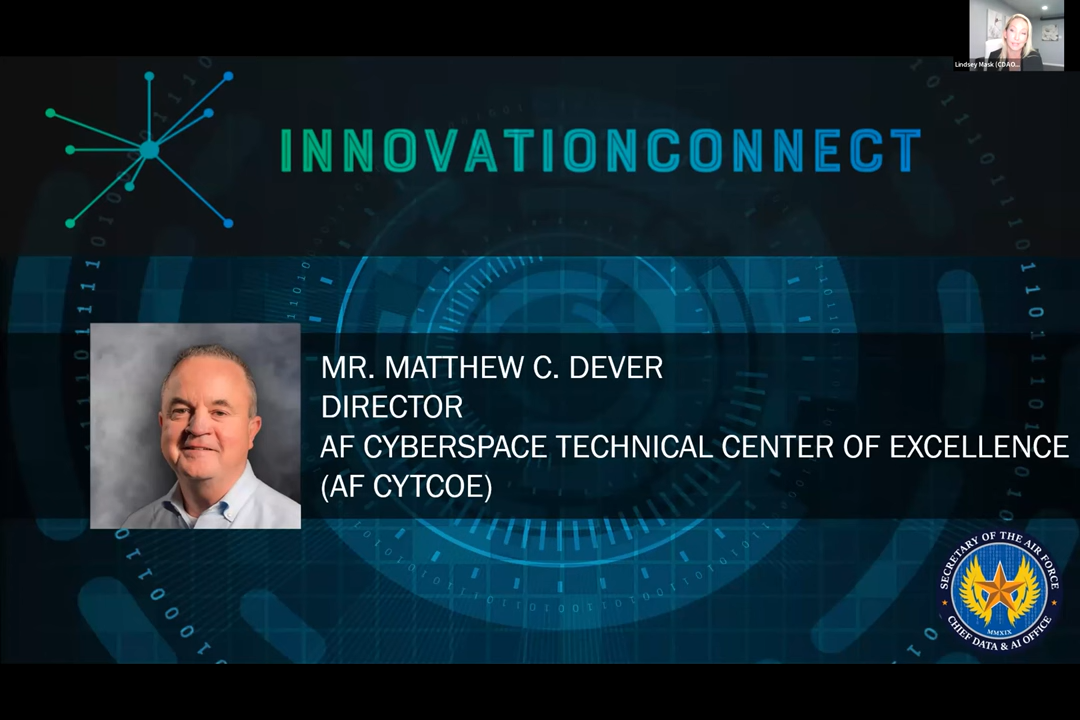 Lindsey Mask (CDAO...
INNOVATIONCONNECT
MR. MATTHEW C. DEVER
DIRECTOR
AF CYBERSPACE TECHNICAL CENTER OF EXCELLENCE
(AF CYTCOE)
SECRETARY OF THE AIR FORCE
MMXIX
CHIEF DATA & AI OFFICE